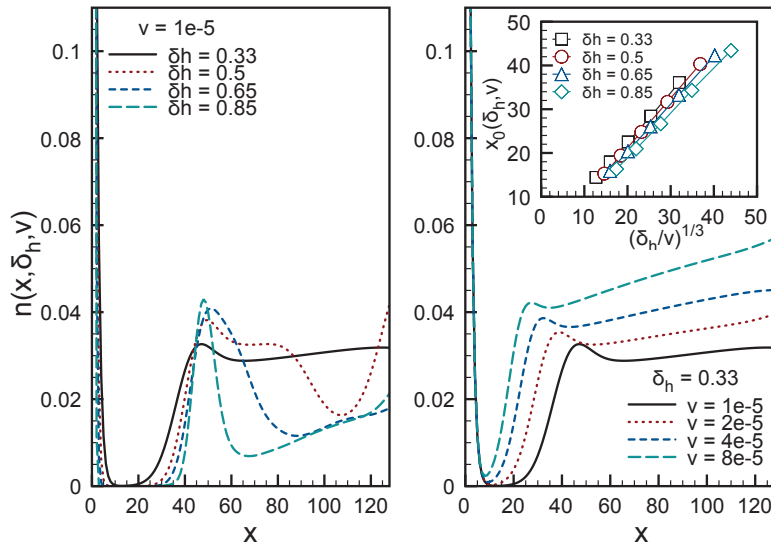 n(x,δh,v)
0.1
0.08
0.06
0.04
0.02
0
v = 1e-5
δh = 0.33
δh = 0.5
δh = 0.65
δh = 0.85
0 20 40 60 80 100 120
x
0.1
0.08
0.06
0.04
0.02
0
x0(δh,v)
50
40
30
20
10
δh = 0.33
δh = 0.5
δh = 0.65
δh = 0.85
0 10 20 30 40 50
(δh/v)1/3
δh = 0.33
v = 1e-5
v = 2e-5
v = 4e-5
v = 8e-5
0 20 40 60 80 100 120
x